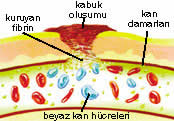 kabuk
oluşumu
kuruyan
fibrin
kan
damarları
beyaz kan hücreleri